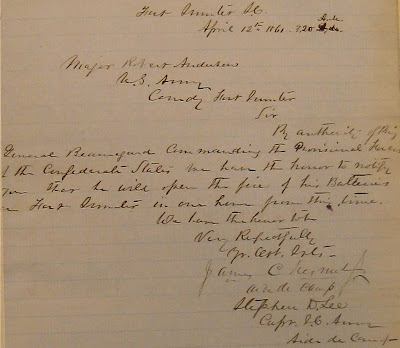 Fort Sumter S.C.
April 12th 1861. 3,20
Major Robert Anderson
U.S. Army
Comdg Fort Sumter
Sir
By authority of Brig
General Beauregard Commanding the Provisional Forces
of the Confederate States we have the honor to notify
you that he will open the fire of his Batteries
on Fort Sumter in one hour from this time.
We have the honor to be
Very Respectfully
Yr. Obt. Svts.
James Chesnut Jr
Aide de Camp
Stephen D. Lee
Capt. S.C. Army
Aide de Camp